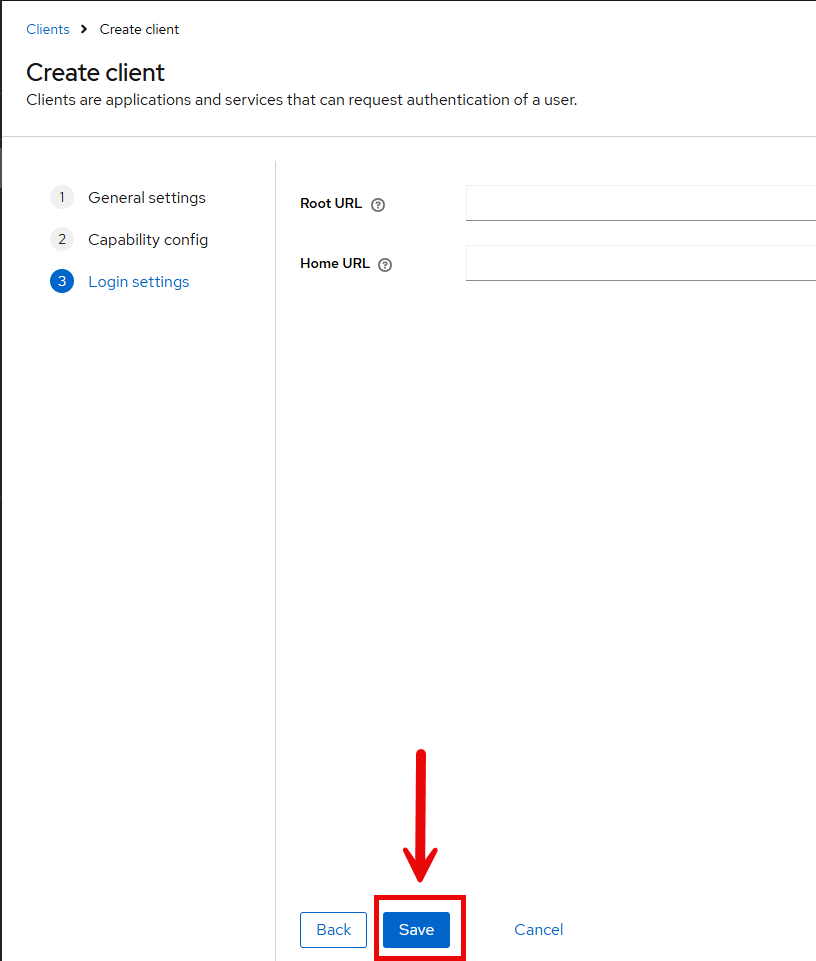 Clients > Create client
Create client
Clients are applications and services that can request authentication of a user.
1 General settings
2 Capability config
3 Login settings
Root URL ?
Home URL ?
Back Save Cancel